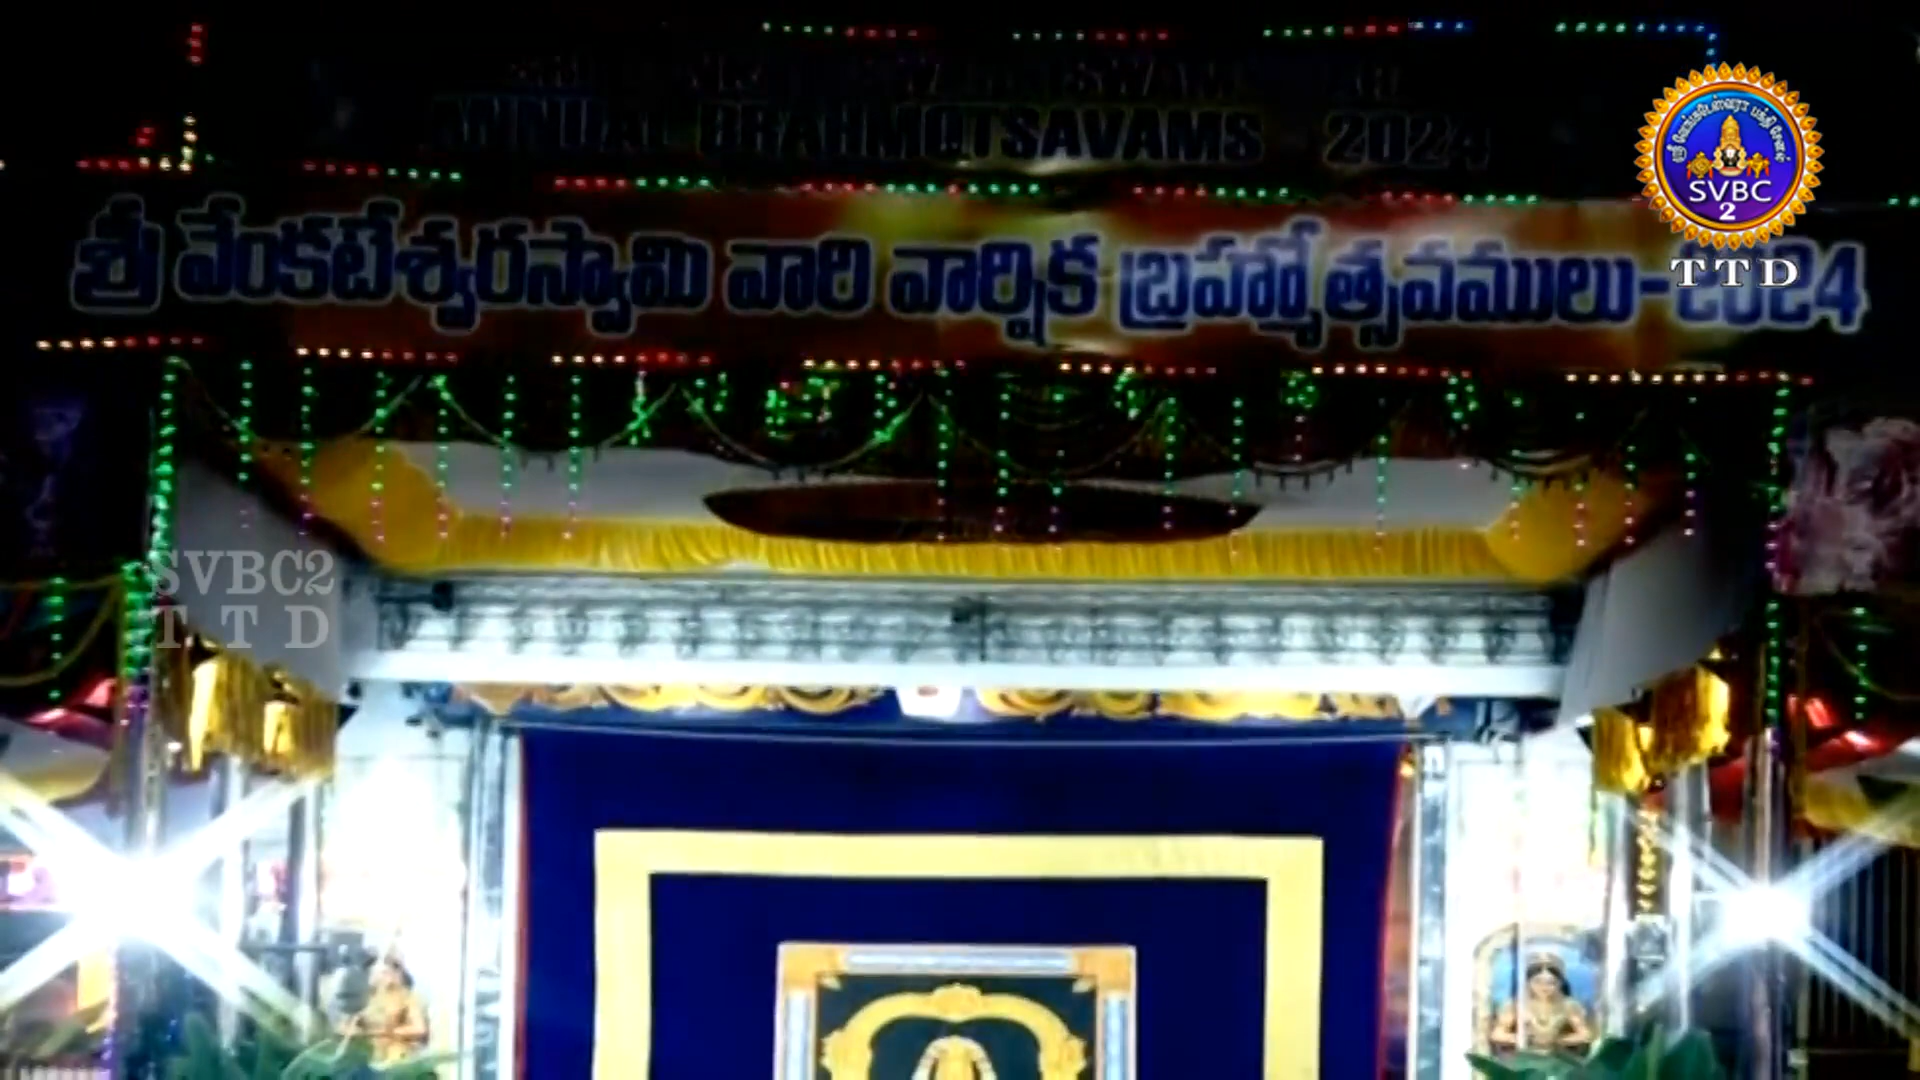 ANNUAL BRAHMOTSAVAMS 2024
శ్రీ వేంకటేశ్వరస్వామి వారి వార్షిక బ్రహ్మోత్సవములు-2024
SVBC
2
TTD
SVBC2
TTD